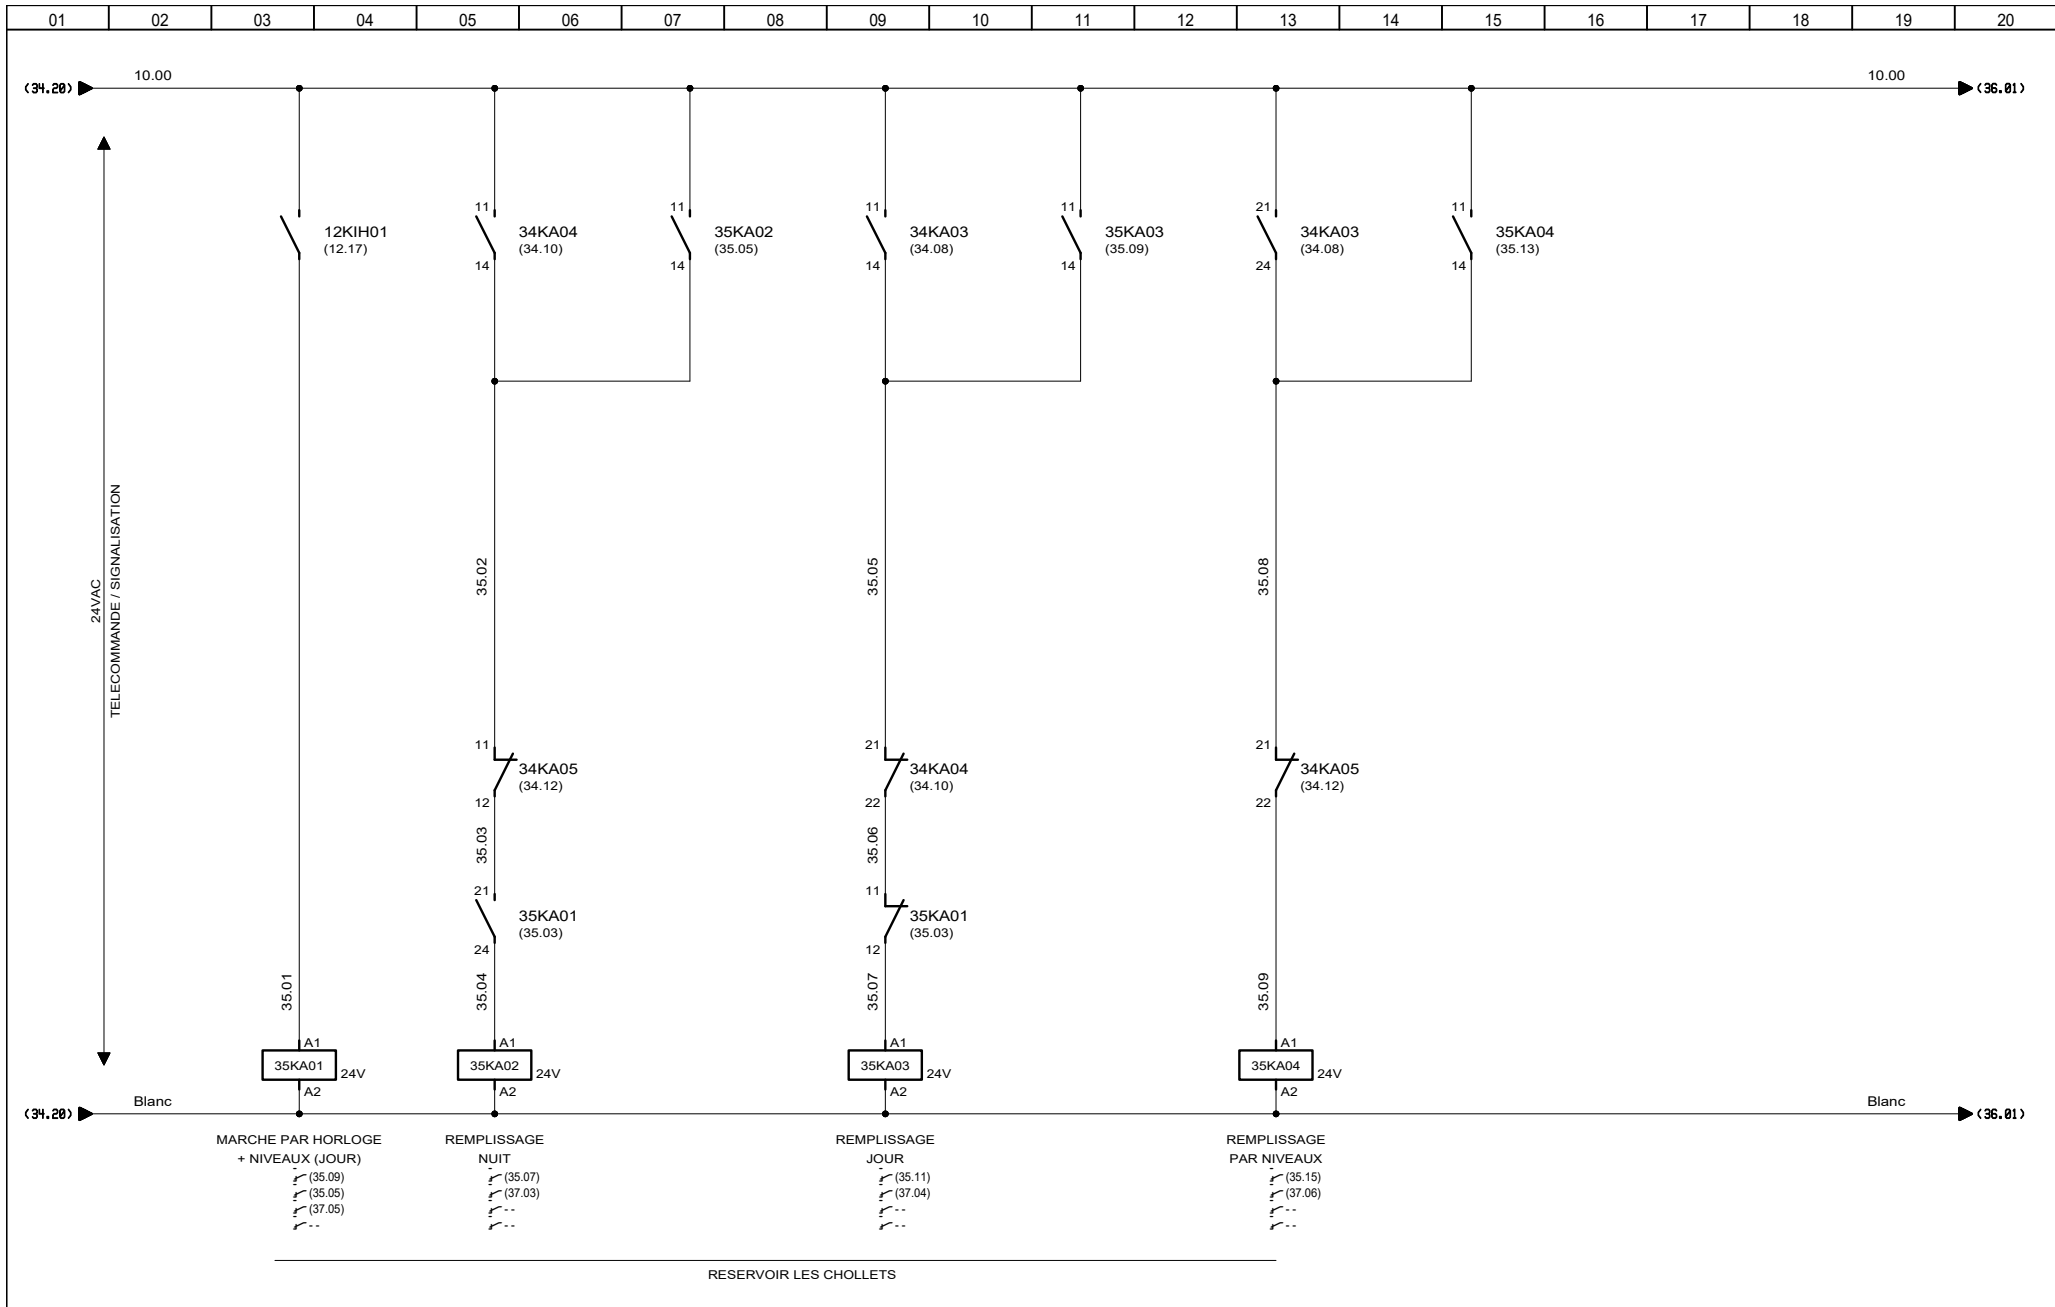 01 02 03 04 05 06 07 08 09 10 11 12 13 14 15 16 17 18 19 20
10.00 10.00
(34.20) (36.01)
24VAC
TELECOMMANDE / SIGNALISATION
11 11 11 11 21 11
12KIH01 34KA04 35KA02 34KA03 35KA03 34KA03 35KA04
(12.17) (34.10) (35.05) (34.08) (35.09) (34.08) (35.13)
14 14 14 14 24 14
35.02 35.05 35.08
11 21 21
34KA05 34KA04 34KA05
(34.12) (34.10) (34.12)
12 22 22
35.03 35.06
21 11
35KA01 35KA01
(35.03) (35.03)
24 12
35.01 35.04 35.07 35.09
A1 A1 A1 A1
35KA01 24V 35KA02 24V 35KA03 24V 35KA04 24V
A2 A2 A2 A2
Blanc Blanc
(34.20) (36.01)
MARCHE PAR HORLOGE REMPLISSAGE REMPLISSAGE REMPLISSAGE
+ NIVEAUX (JOUR) NUIT JOUR PAR NIVEAUX
(35.09) (35.07) (35.11) (35.15)
(35.05) (37.03) (37.04) (37.06)
(37.05) -- -- --
-- -- -- --
RESERVOIR LES CHOLLETS